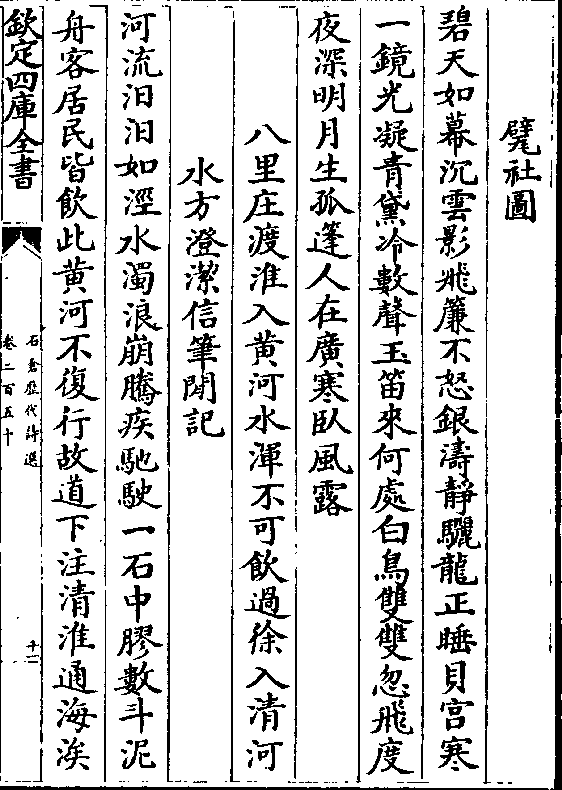 甓社圖
碧天如幕沉雲影飛簾不怒銀濤靜驪龍正睡貝宮寒
一鏡光凝青黛冷數聲玉笛來何處白鳥雙雙忽飛度
夜深明月生孤篷人在廣寒臥風露
八里庄渡淮入黃河水渾不可飲過徐入清河
水方澄潔信筆閒記
河流汩汩如涇水濁浪崩騰疾馳駛一石中膠數斗泥
舟客居民皆飲此黃河不復行故道下注清淮通海涘
欽定四庫全書
石倉歷代詩選
卷二百五十
十二